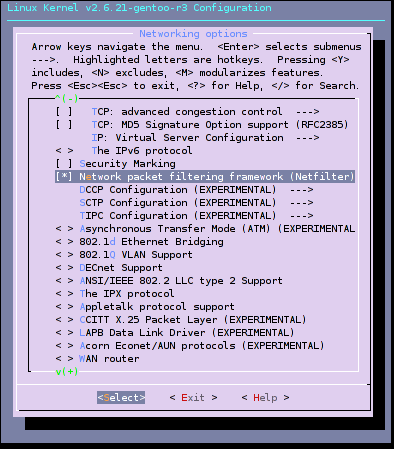 Linux Kernel v2.6.21-gentoo-r3 Configuration
Networking options
Arrow keys navigate the menu.  <Enter> selects submenus
--->.  Highlighted letters are hotkeys.  Pressing <Y>
includes, <N> excludes, <M> modularizes features.
Press <Esc><Esc> to exit, <?> for Help, </> for Search.
^(-)
[ ]   TCP: advanced congestion control  --->
[ ]   TCP: MD5 Signature Option support (RFC2385)
IP: Virtual Server Configuration  --->
< >   The IPv6 protocol
[ ] Security Marking
[*] Network packet filtering framework (Netfilter)
DCCP Configuration (EXPERIMENTAL)  --->
SCTP Configuration (EXPERIMENTAL)  --->
TIPC Configuration (EXPERIMENTAL)  --->
< > Asynchronous Transfer Mode (ATM) (EXPERIMENTAL
< > 802.1d Ethernet Bridging
< > 802.1Q VLAN Support
< > DECnet Support
< > ANSI/IEEE 802.2 LLC type 2 Support
< > The IPX protocol
< > Appletalk protocol support
< > CCITT X.25 Packet Layer (EXPERIMENTAL)
< > LAPB Data Link Driver (EXPERIMENTAL)
< > Acorn Econet/AUN protocols (EXPERIMENTAL)
< > WAN router
v(+)
<Select>    < Exit >    < Help >